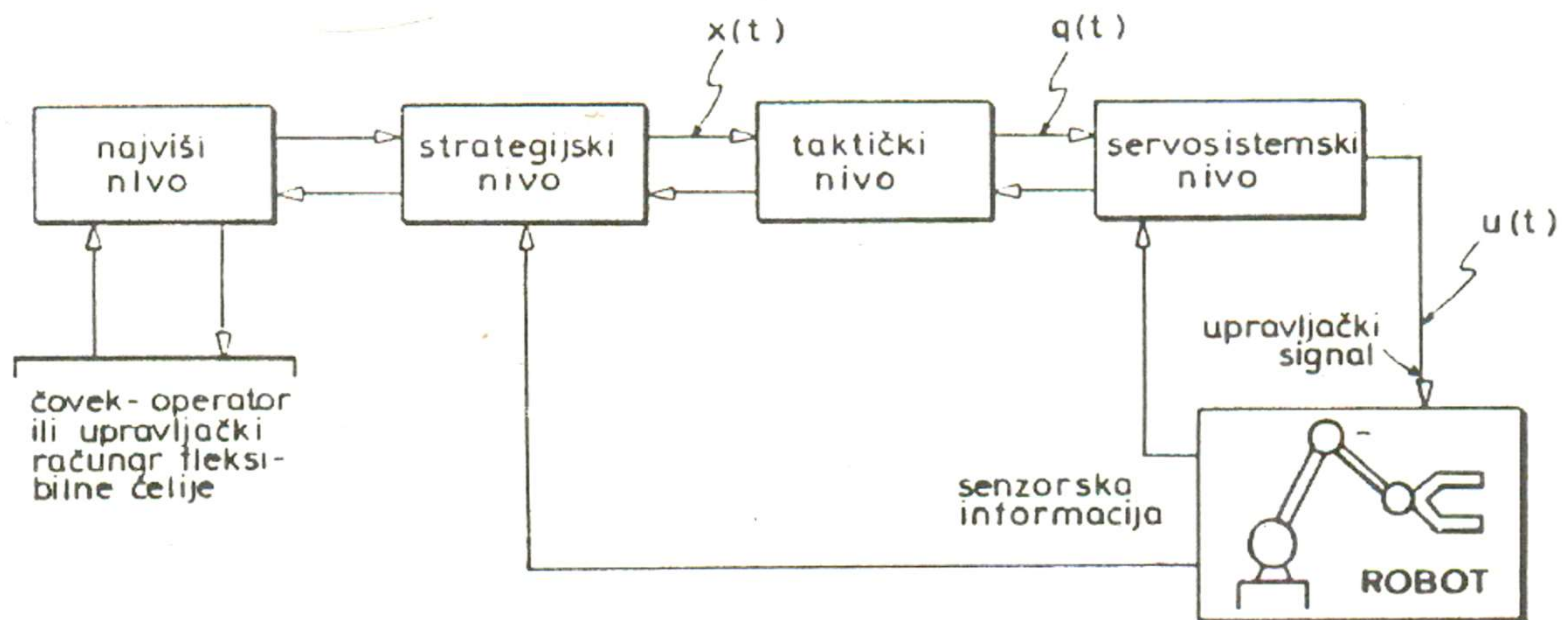 x(t)
q(t)
najviši
nivo
strategijski
nivo
taktički
nivo
servosistemski
nivo
u(t)
upravljački
signal
čovek-operator
ili upravljački
računar fleksi-
bilne ćelije
senzorska
informacija
ROBOT